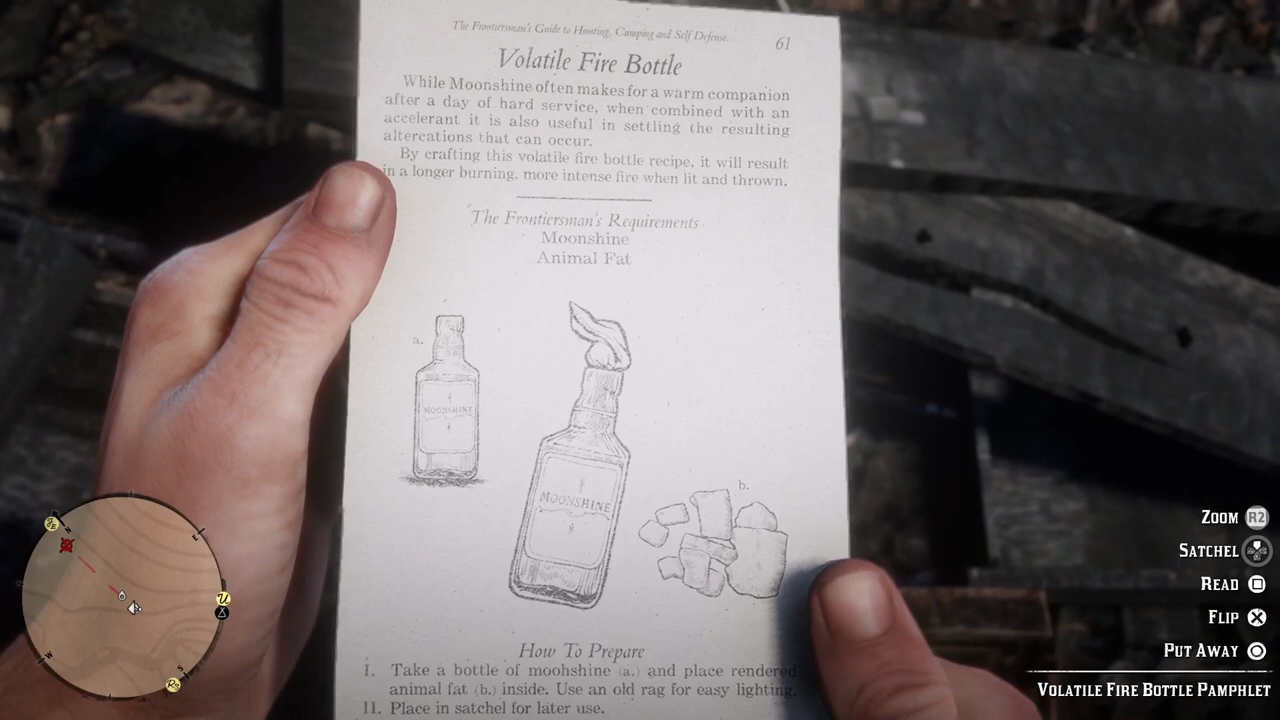 The Frontiersman's Guide to Hunting, Camping and Self Defense.
61
Volatile Fire Bottle
While Moonshine often makes for a warm companion
after a day of hard service, when combined with an
accelerant it is also useful in settling the resulting
altercations that can occur.
By crafting this volatile fire bottle recipe, it will result
in a longer burning, more intense fire when lit and thrown.
The Frontiersman's Requirements
Moonshine
Animal Fat
a.
MOONSHINE
MOONSHINE
b.
How To Prepare
I. Take a bottle of moohshine (a.) and place rendered
animal fat (b.) inside. Use an old rag for easy lighting.
II. Place in satchel for later use.
ZOOM R2
SATCHEL
READ
FLIP
PUT AWAY
VOLATILE FIRE BOTTLE PAMPHLET
N
E
S
W
U
RS